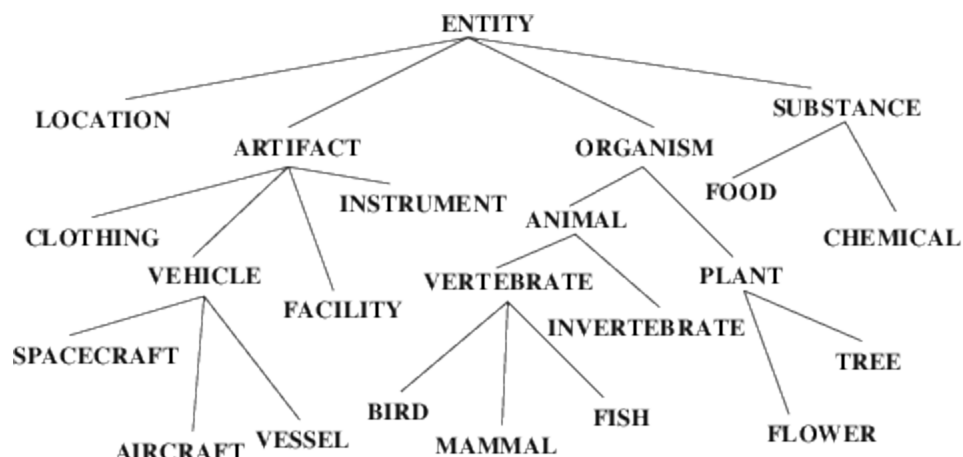 ENTITY
LOCATION
ARTIFACT
ORGANISM
SUBSTANCE
CLOTHING
VEHICLE
FACILITY
INSTRUMENT
ANIMAL
PLANT
FOOD
CHEMICAL
SPACECRAFT
AIRCRAFT
VESSEL
VERTEBRATE
INVERTEBRATE
BIRD
MAMMAL
FISH
FLOWER
TREE